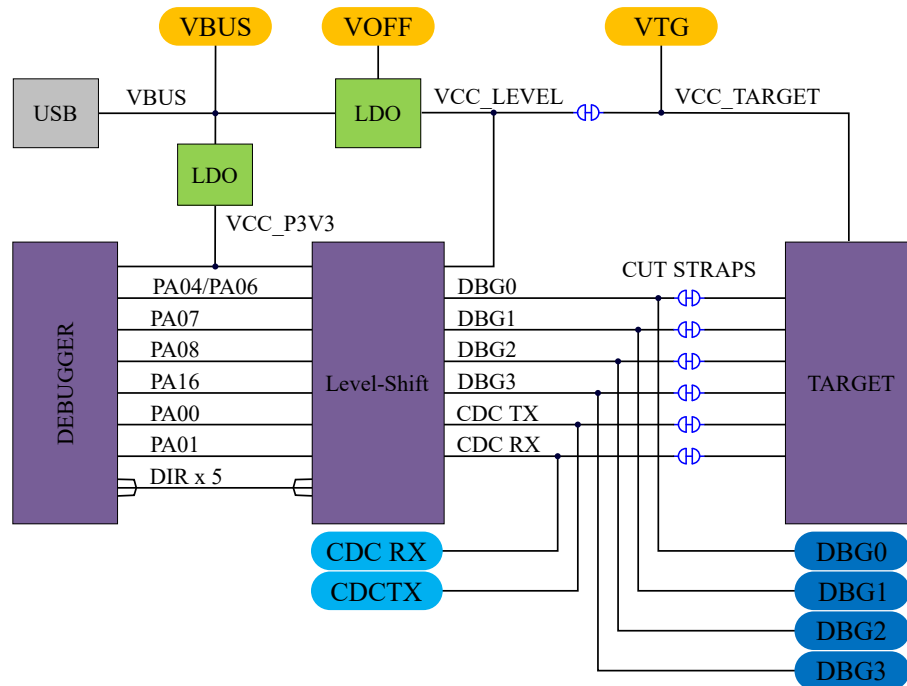 VBUS
VOFF
VTG
USB
VBUS
LDO
VCC_LEVEL
VCC_TARGET
LDO
VCC_P3V3
DEBUGGER
PA04/PA06
PA07
PA08
PA16
PA00
PA01
DIR x 5
Level-Shift
DBG0
DBG1
DBG2
DBG3
CDC TX
CDC RX
CUT STRAPS
TARGET
CDC RX
CDCTX
DBG0
DBG1
DBG2
DBG3